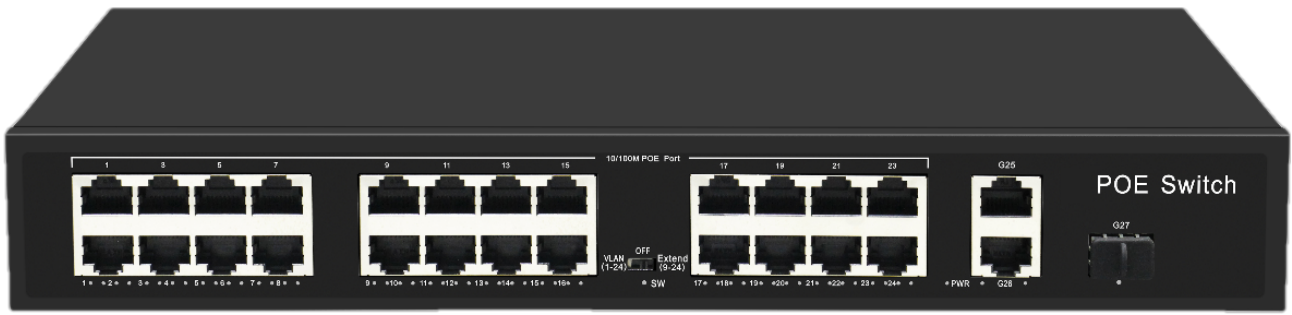 10/100M POE Port
1 3 5 7 9 11 13 15 17 19 21 23 G25
POE Switch
G27
OFF
VLAN Extend
(1-24) (9-24)
SW
1 2 3 4 5 6 7 8 9 10 11 12 13 14 15 16 17 18 19 20 21 22 23 24 PWR G26